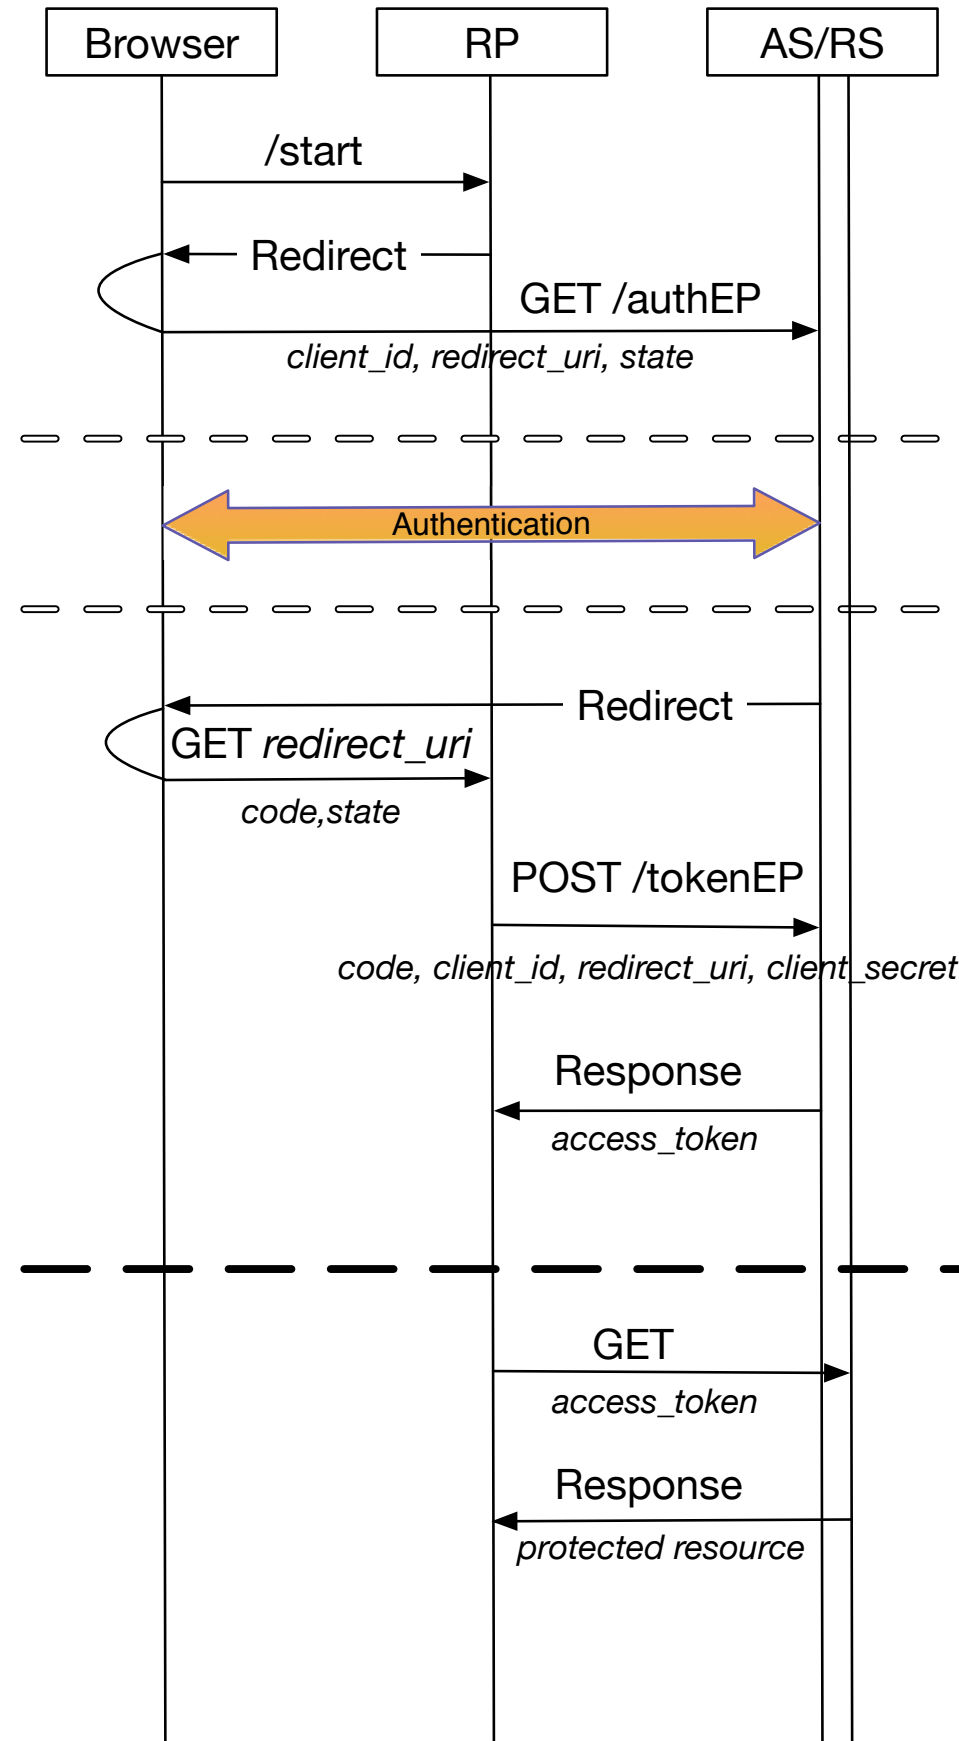 Browser
RP
AS/RS
/start
Redirect
GET /authEP
client_id, redirect_uri, state
Authentication
Redirect
GET redirect_uri
code,state
POST /tokenEP
code, client_id, redirect_uri, client_secret
Response
access_token
GET
access_token
Response
protected resource